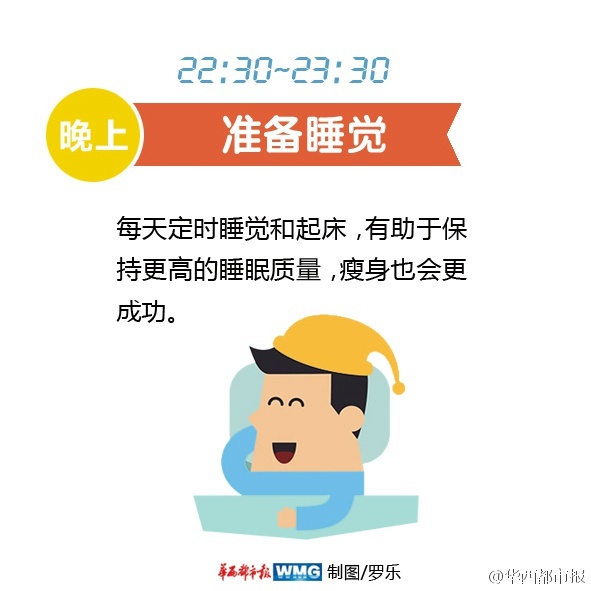 22:30~23:30
晚上
准备睡觉
每天定时睡觉和起床，有助于保
持更高的睡眠质量，瘦身也会更
成功。
华西都市报 WMG 制图/罗乐
@华西都市报